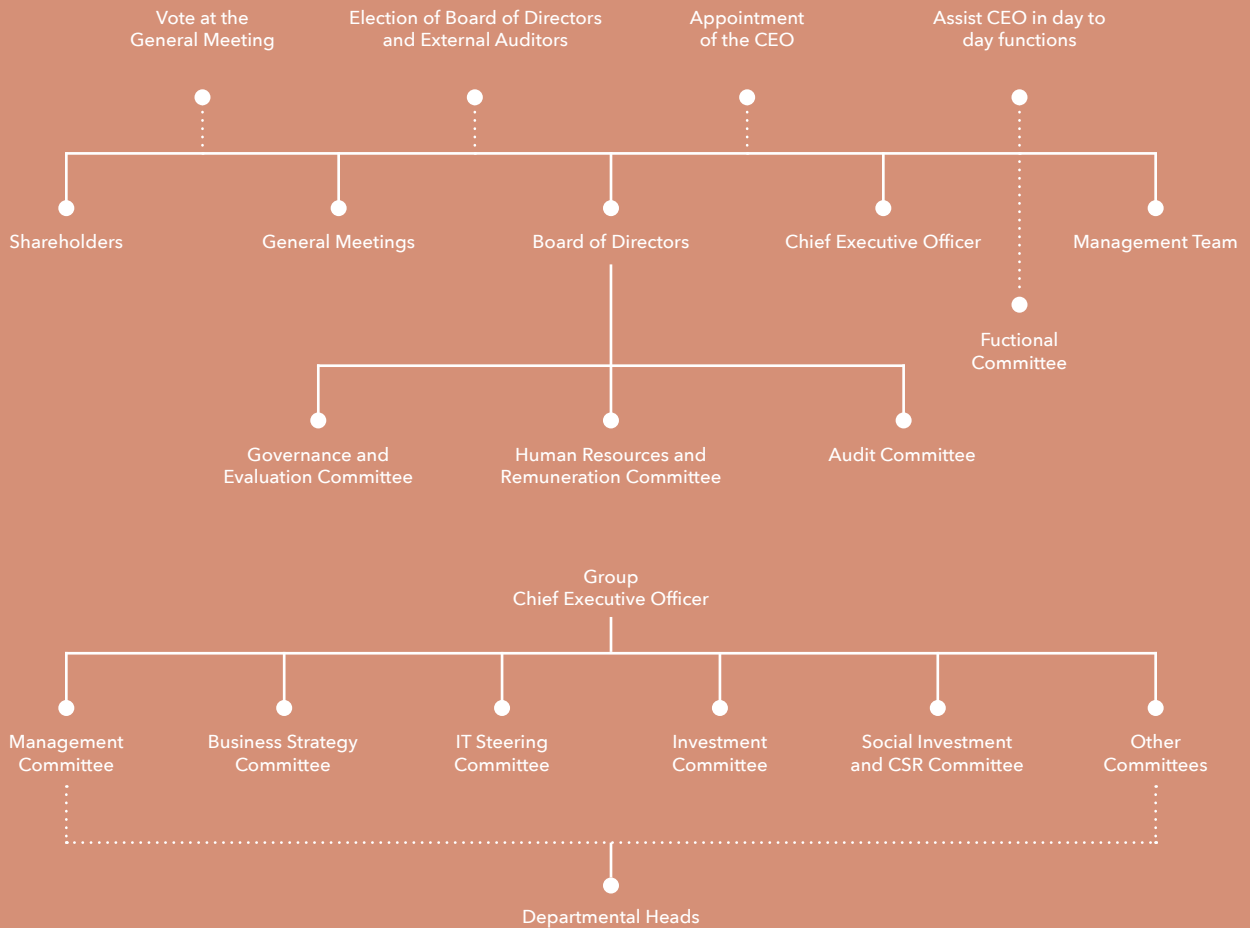 Vote at the
General Meeting
Election of Board of Directors
and External Auditors
Appointment
of the CEO
Assist CEO in day to
day functions
Shareholders
General Meetings
Board of Directors
Chief Executive Officer
Management Team
Fuctional
Committee
Governance and
Evaluation Committee
Human Resources and
Remuneration Committee
Audit Committee
Group
Chief Executive Officer
Management
Committee
Business Strategy
Committee
IT Steering
Committee
Investment
Committee
Social Investment
and CSR Committee
Other
Committees
Departmental Heads